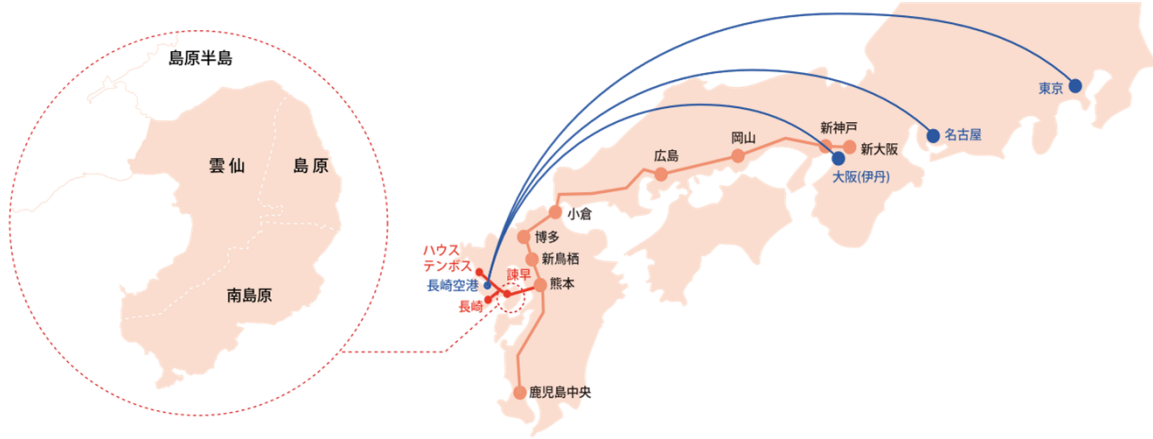 島原半島
雲仙
島原
南島原
東京
名古屋
新神戸
新大阪
大阪(伊丹)
岡山
広島
小倉
博多
新鳥栖
熊本
ハウス
テンボス
長崎空港
諫早
長崎
鹿児島中央